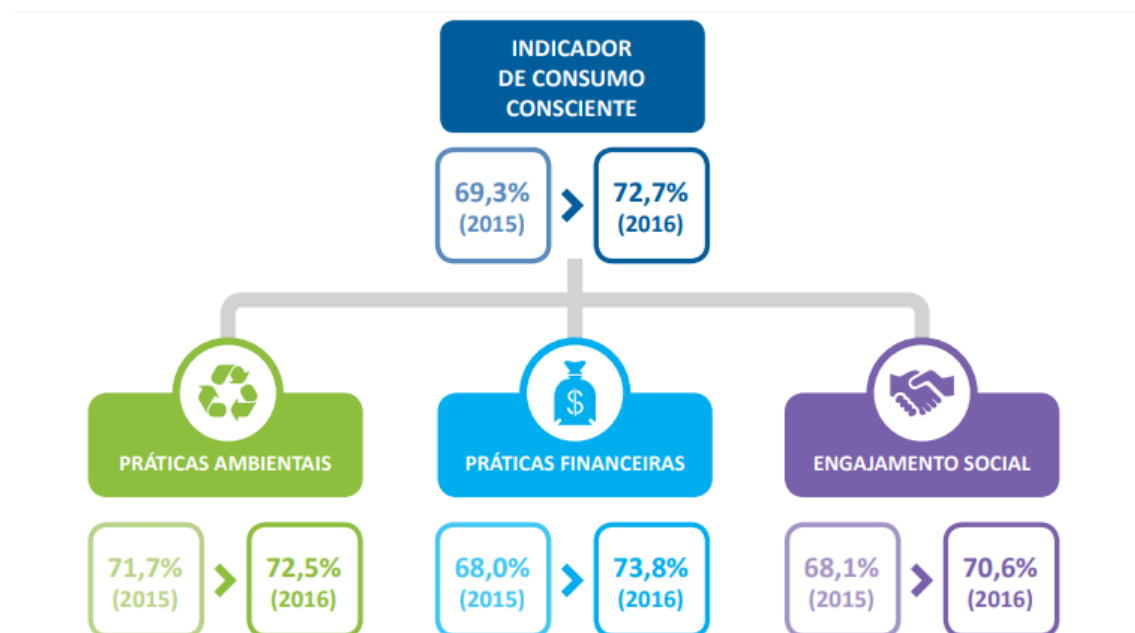 INDICADOR
DE CONSUMO
CONSCIENTE
69,3% 72,7%
(2015) (2016)
$
PRÁTICAS AMBIENTAIS PRÁTICAS FINANCEIRAS ENGAJAMENTO SOCIAL
71,7% 72,5% 68,0% 73,8% 68,1% 70,6%
(2015) (2016) (2015) (2016) (2015) (2016)